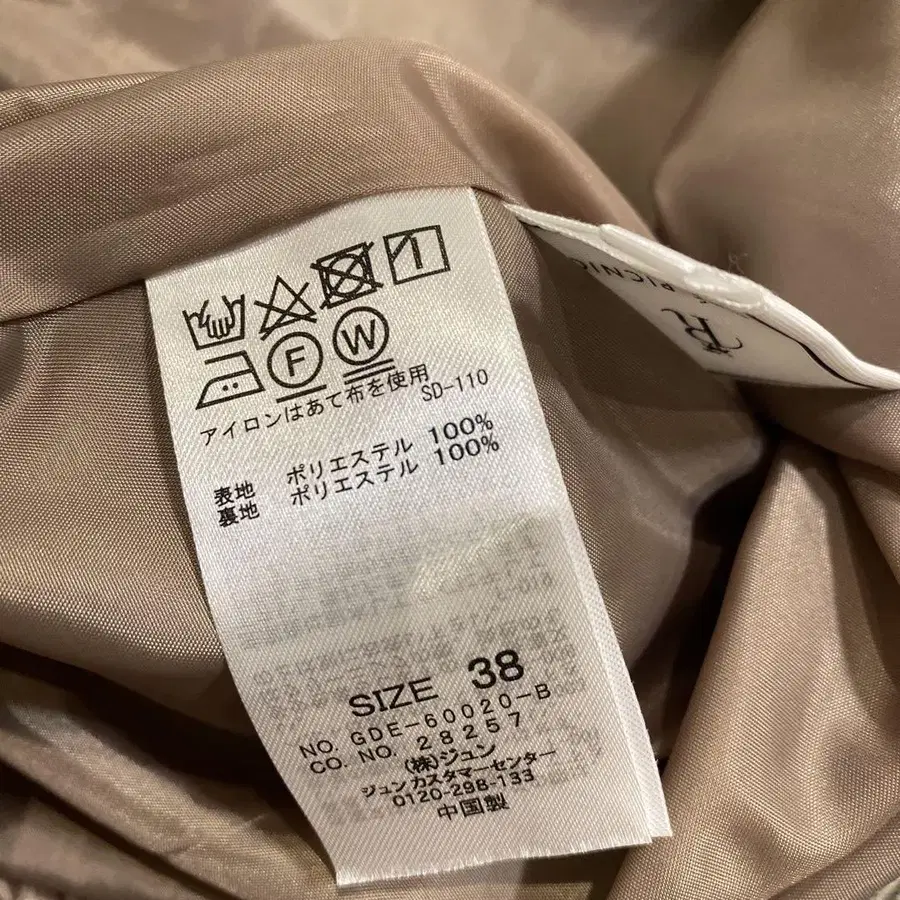 F W
アイロンはあて布を使用
SD-110
表地 ポリエステル 100%
裏地 ポリエステル 100%
SIZE 38
NO. GDE-60020-B
CO. NO. 28257
(株)ジュン
ジュンカスタマーセンター
0120-298-133
中国製
PICNIC
R